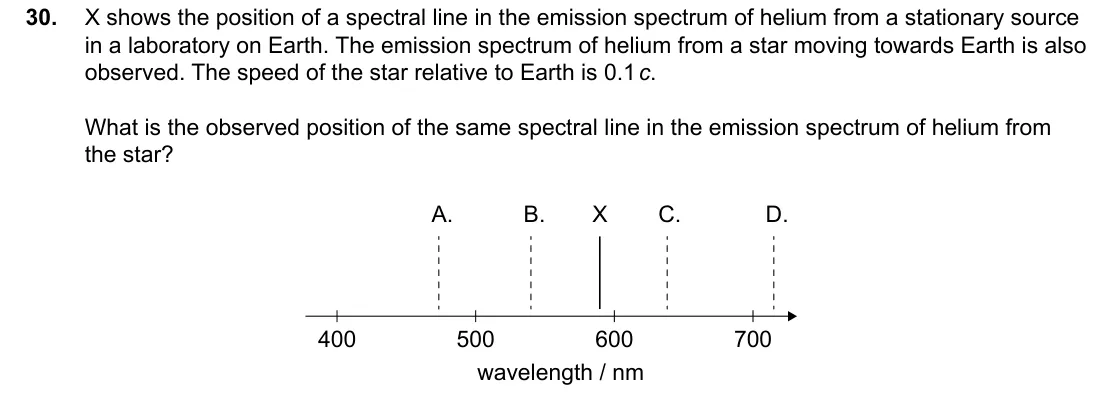 30. X shows the position of a spectral line in the emission spectrum of helium from a stationary source
in a laboratory on Earth. The emission spectrum of helium from a star moving towards Earth is also
observed. The speed of the star relative to Earth is 0.1 c.
What is the observed position of the same spectral line in the emission spectrum of helium from
the star?
A. B. X C. D.
400 500 600 700
wavelength / nm